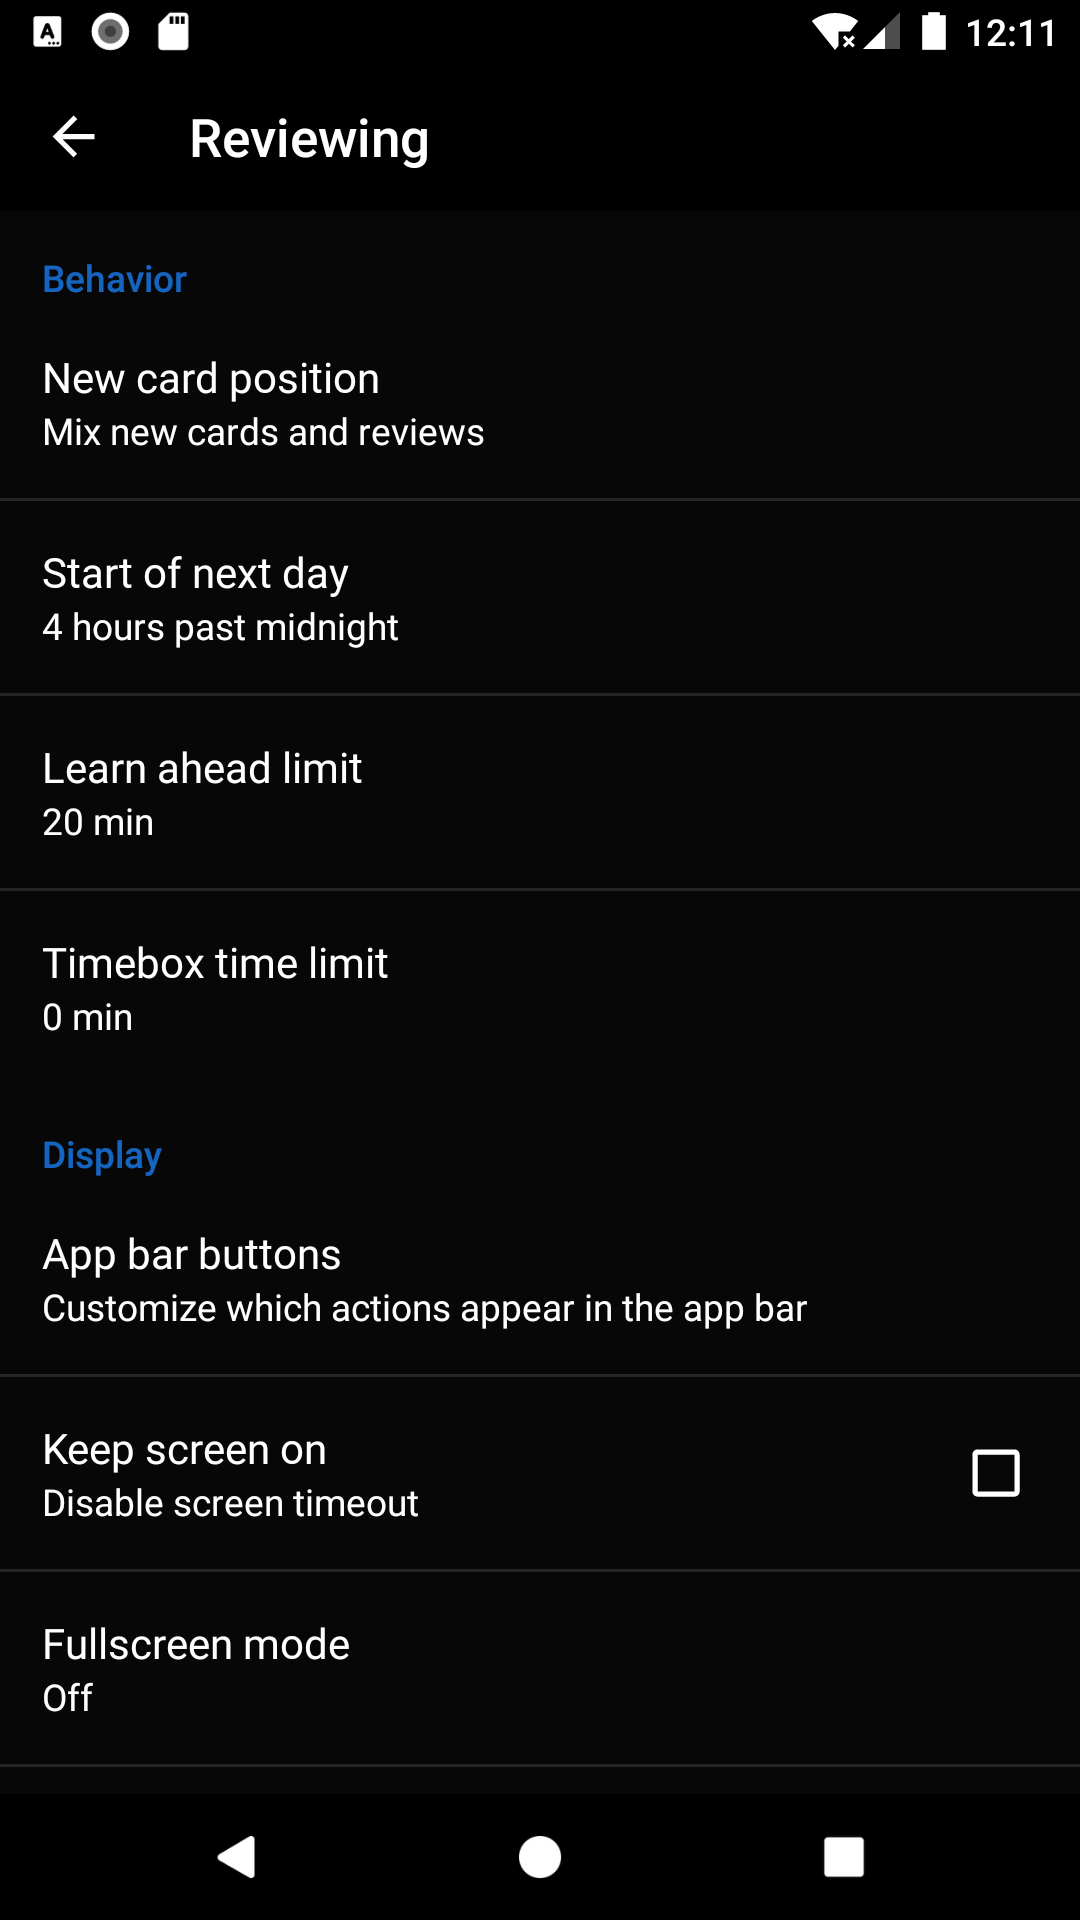 12:11
Reviewing
Behavior
New card position
Mix new cards and reviews
Start of next day
4 hours past midnight
Learn ahead limit
20 min
Timebox time limit
0 min
Display
App bar buttons
Customize which actions appear in the app bar
Keep screen on
Disable screen timeout
Fullscreen mode
Off